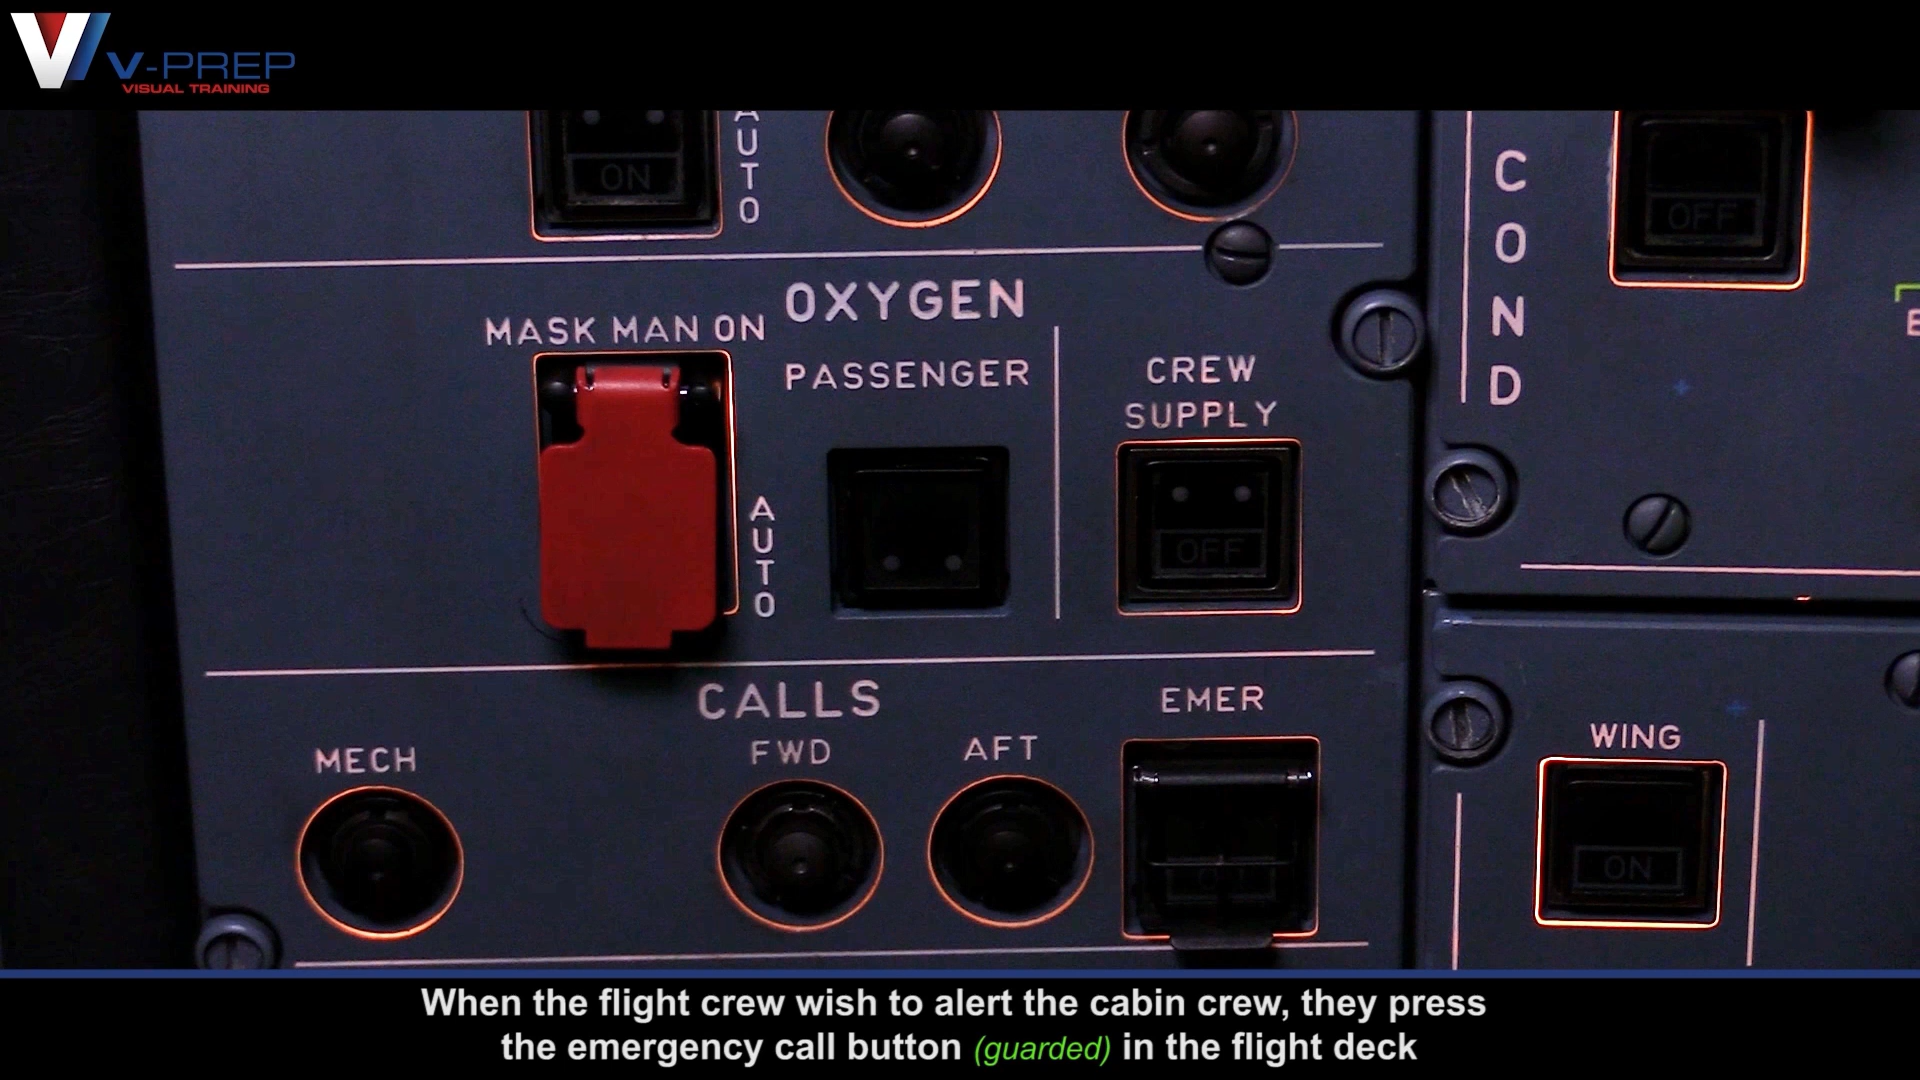 V-PREP
VISUAL TRAINING
AUTO
ON
C
O
N
D
OFF
OXYGEN
MASK MAN ON
PASSENGER
CREW
SUPPLY
AUTO
OFF
CALLS
EMER
MECH
FWD
AFT
WING
ON
When the flight crew wish to alert the cabin crew, they press
the emergency call button (guarded) in the flight deck